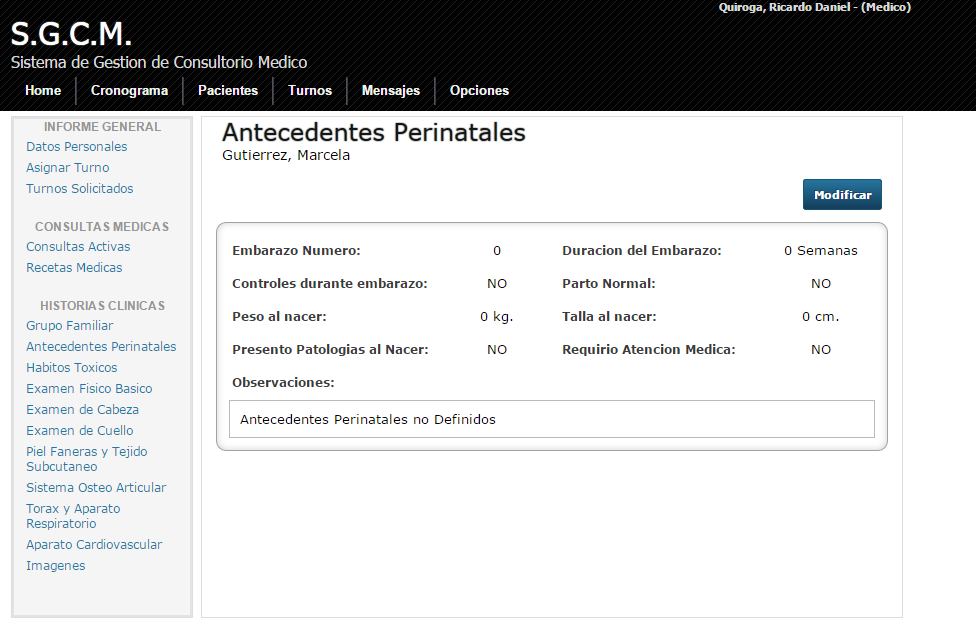 Quiroga, Ricardo Daniel - (Medico)
S.G.C.M.
Sistema de Gestion de Consultorio Medico
Home Cronograma Pacientes Turnos Mensajes Opciones
INFORME GENERAL
Datos Personales
Asignar Turno
Turnos Solicitados
CONSULTAS MEDICAS
Consultas Activas
Recetas Medicas
HISTORIAS CLINICAS
Grupo Familiar
Antecedentes Perinatales
Habitos Toxicos
Examen Fisico Basico
Examen de Cabeza
Examen de Cuello
Piel Faneras y Tejido
Subcutaneo
Sistema Osteo Articular
Torax y Aparato
Respiratorio
Aparato Cardiovascular
Imagenes
Antecedentes Perinatales
Gutierrez, Marcela
Modificar
Embarazo Numero: 0 Duracion del Embarazo: 0 Semanas
Controles durante embarazo: NO Parto Normal: NO
Peso al nacer: 0 kg. Talla al nacer: 0 cm.
Presento Patologias al Nacer: NO Requirio Atencion Medica: NO
Observaciones:
Antecedentes Perinatales no Definidos